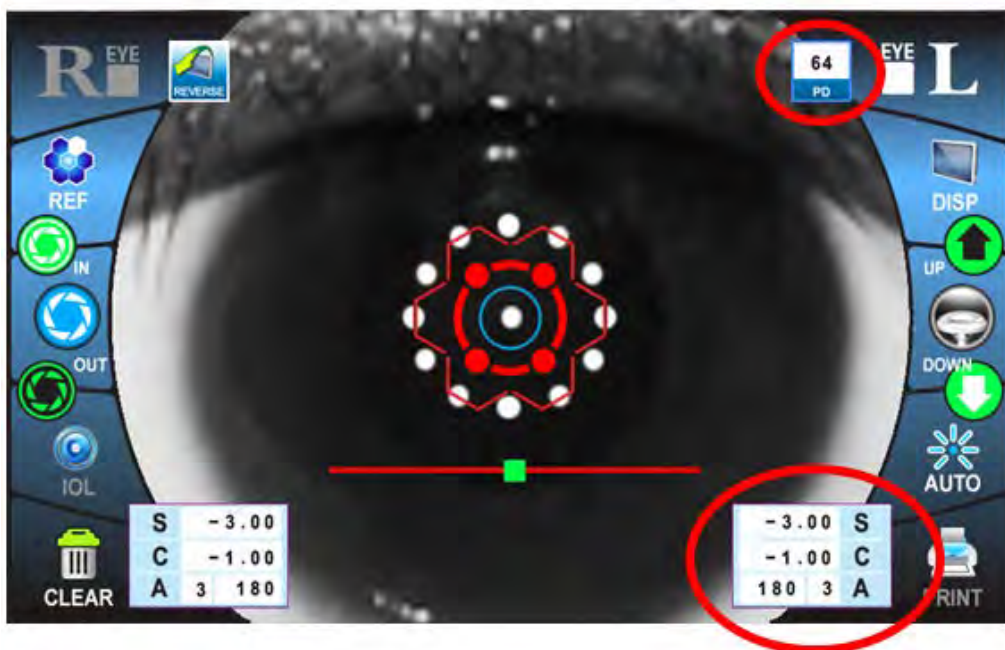 R EYE
REVERSE
64
PD
EYE L
REF
DISP
IN
UP
OUT
DOWN
IOL
AUTO
S -3.00
C -1.00
A 3 180
-3.00 S
-1.00 C
180 3 A
CLEAR
PRINT